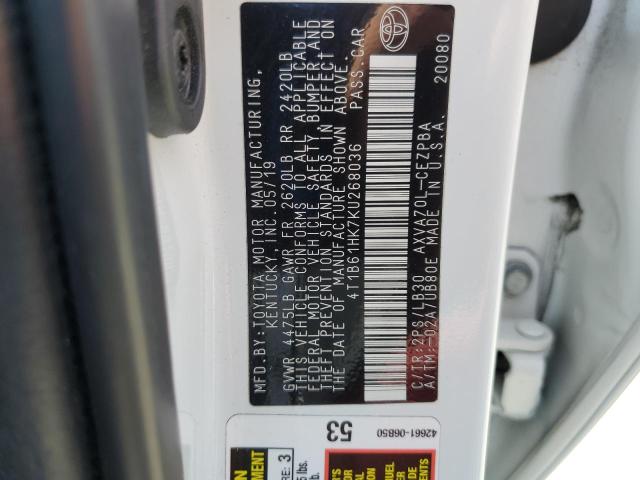 MFD.BY:TOYOTA MOTOR MANUFACTURING,
KENTUCKY, INC. 05/19
GVWR 4475LB GAWR FR 2620LB RR 2420LB
THIS VEHICLE CONFORMS TO ALL APPLICABLE
FEDERAL MOTOR VEHICLE SAFETY BUMPER, AND
THEFT PREVENTION STANDARDS IN EFFECT ON
THE DATE OF MANUFACTURE SHOWN ABOVE.
4T1B61HK7KU268036 PASS.CAR
C/TR:2PS/LB30 AXVA70L-CEZPBA
A/TM:-02A/UB80E MADE IN U.S.A. 20080
53
42661-06B50